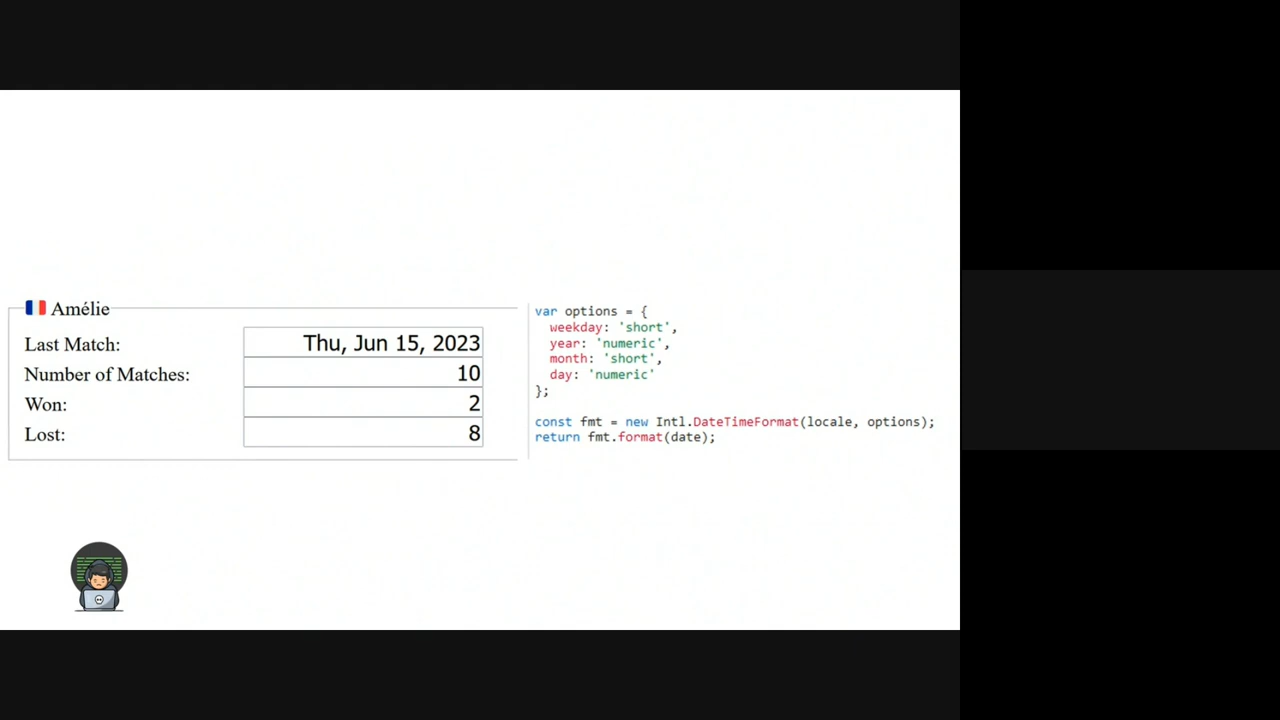 Amélie
Last Match: Thu, Jun 15, 2023
Number of Matches: 10
Won: 2
Lost: 8
var options = {
  weekday: 'short',
  year: 'numeric',
  month: 'short',
  day: 'numeric'
};
const fmt = new Intl.DateTimeFormat(locale, options);
return fmt.format(date);